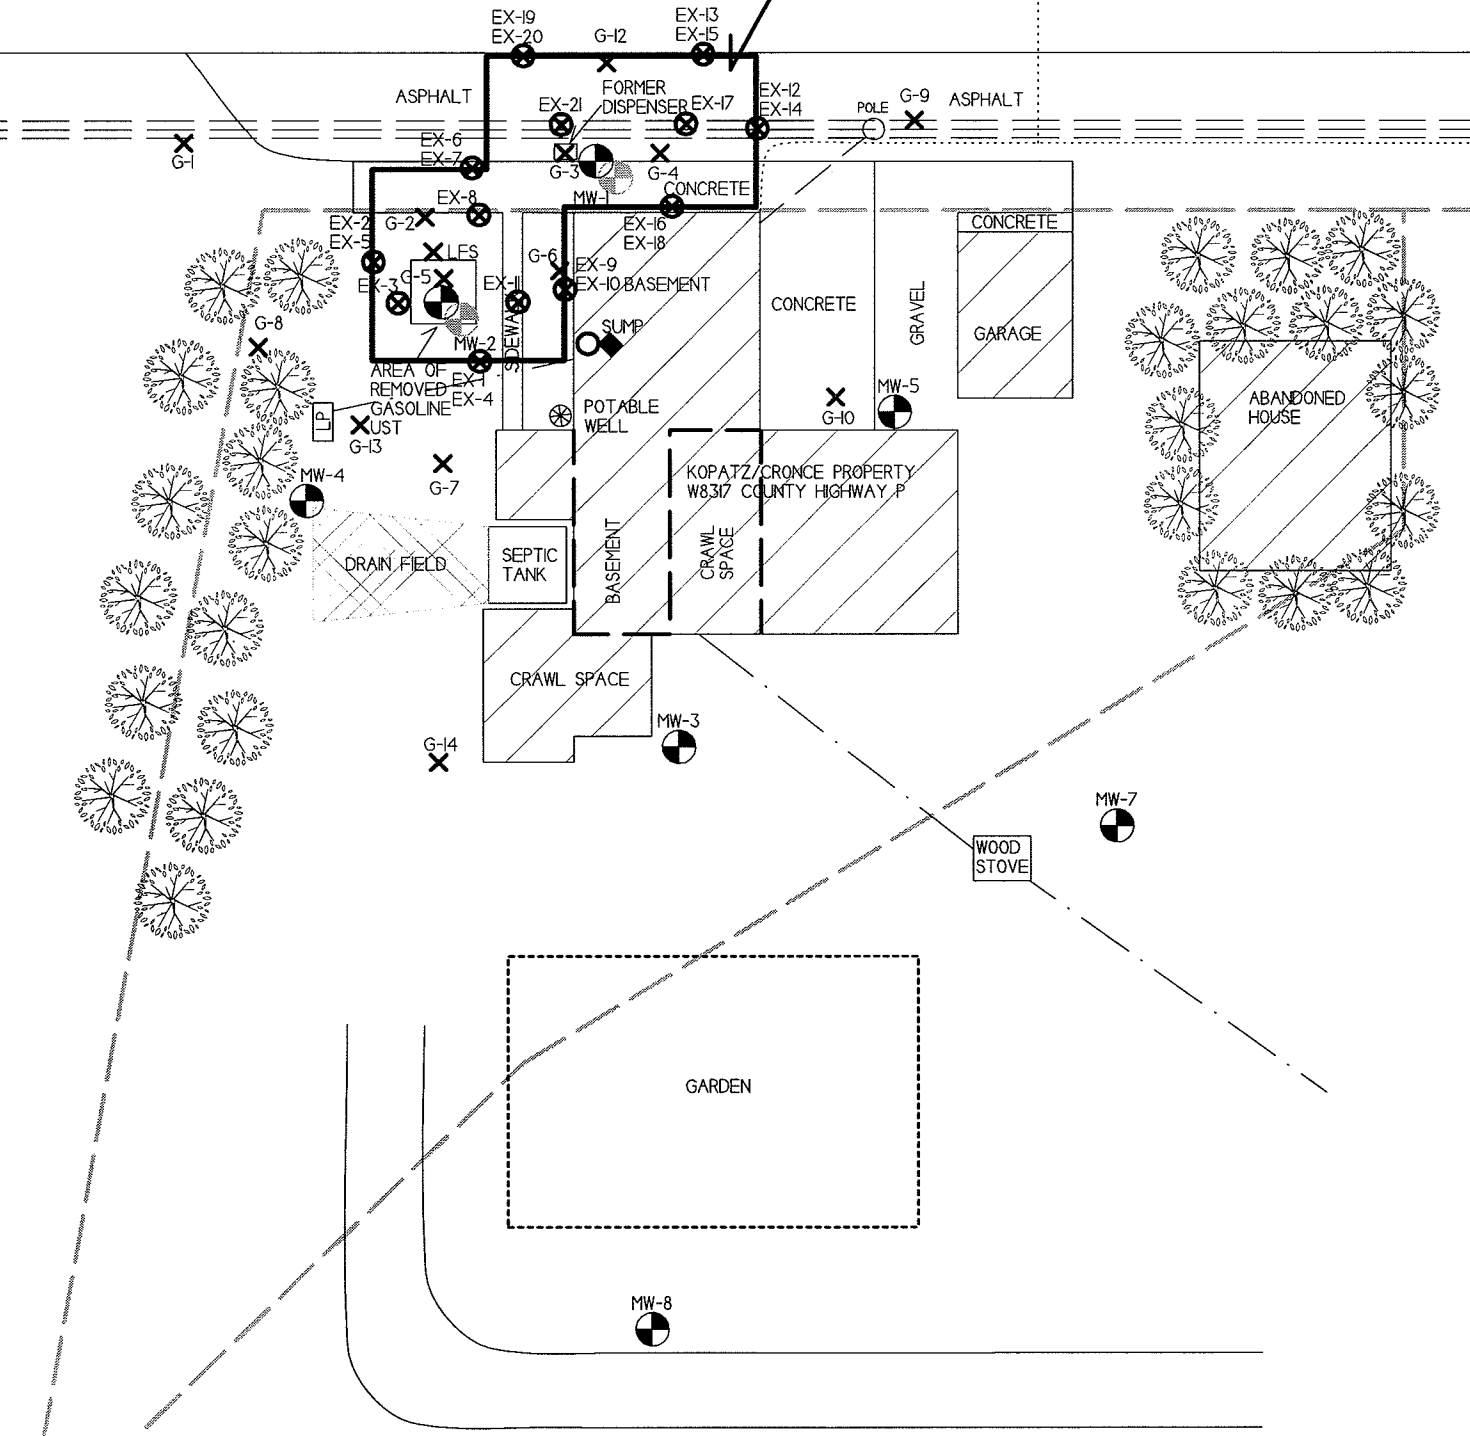 EX-19
EX-20
G-12
EX-13
EX-15
ASPHALT
FORMER
DISPENSER
EX-21
EX-17
EX-12
EX-14
POLE
G-9
ASPHALT
G-1
EX-6
EX-7
G-3
G-4
CONCRETE
MW-1
EX-8
EX-2
EX-5
G-2
EX-16
EX-18
CONCRETE
LFS
G-6
G-5
EX-9
EX-10
BASEMENT
EX-3
EX-11
CONCRETE
GRAVEL
GARAGE
G-8
SUMP
MW-2
SIDEWALK
EX-1
EX-4
AREA OF
REMOVED
GASOLINE
UST
LP
G-13
POTABLE
WELL
G-10
MW-5
ABANDONED
HOUSE
G-7
MW-4
KOPATZ/CRONCE PROPERTY
W8317 COUNTY HIGHWAY P
DRAIN FIELD
SEPTIC
TANK
BASEMENT
CRAWL
SPACE
CRAWL SPACE
MW-3
G-14
MW-7
WOOD
STOVE
GARDEN
MW-8